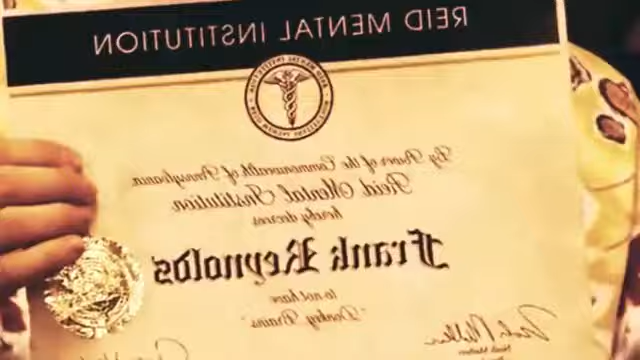 REID MENTAL INSTITUTION
By Power of the Commonwealth of Pennsylvania
Reid Mental Institution
hereby decrees
Frank Reynolds
to not have
"Donkey Brains"